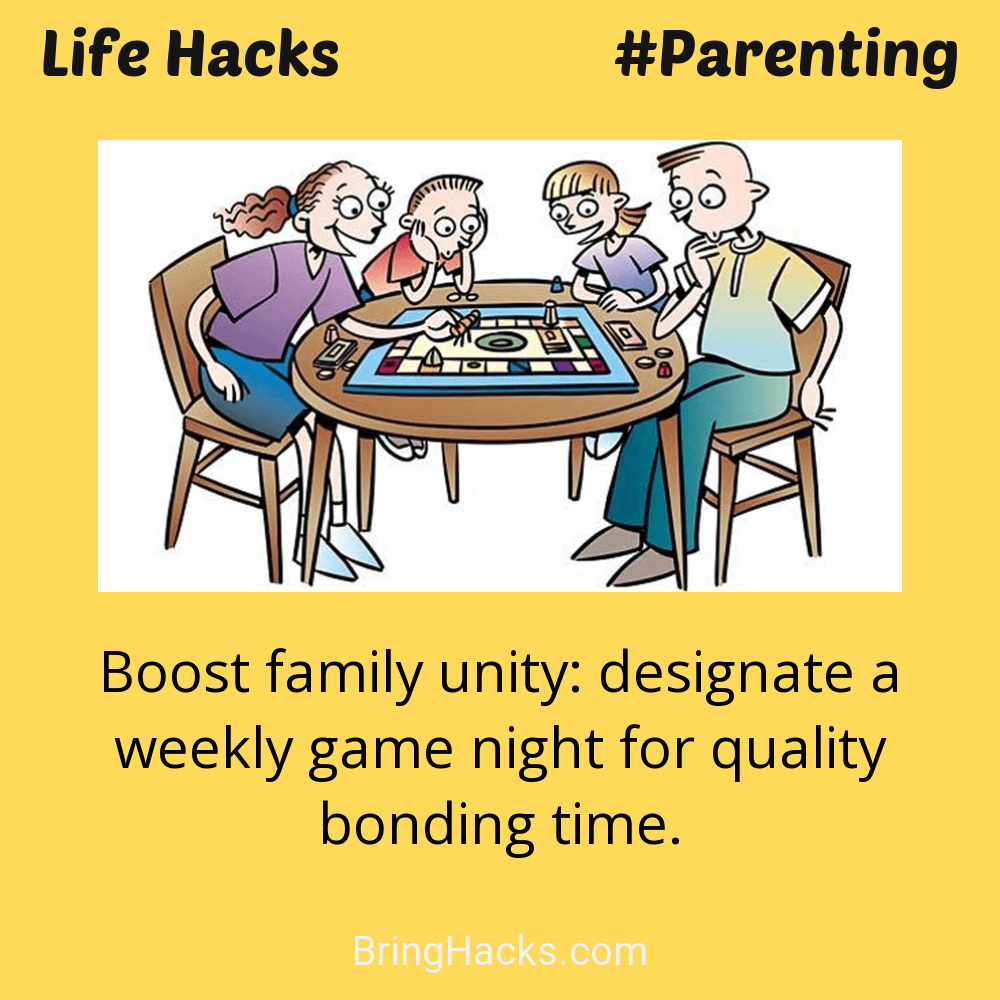 Life Hacks #Parenting
Boost family unity: designate a
weekly game night for quality
bonding time.
BringHacks.com